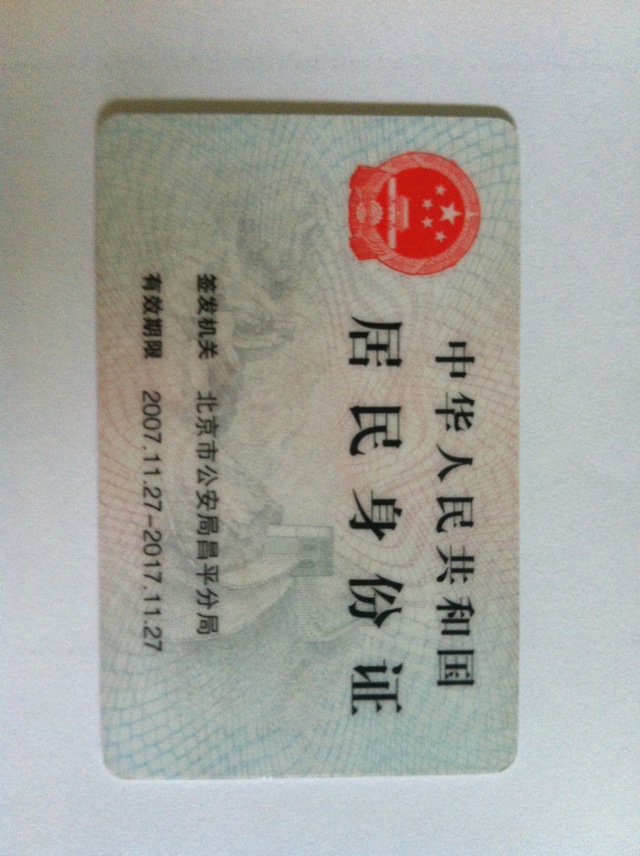 中华人民共和国
居民身份证
签发机关 北京市公安局昌平分局
有效期限 2007.11.27-2017.11.27